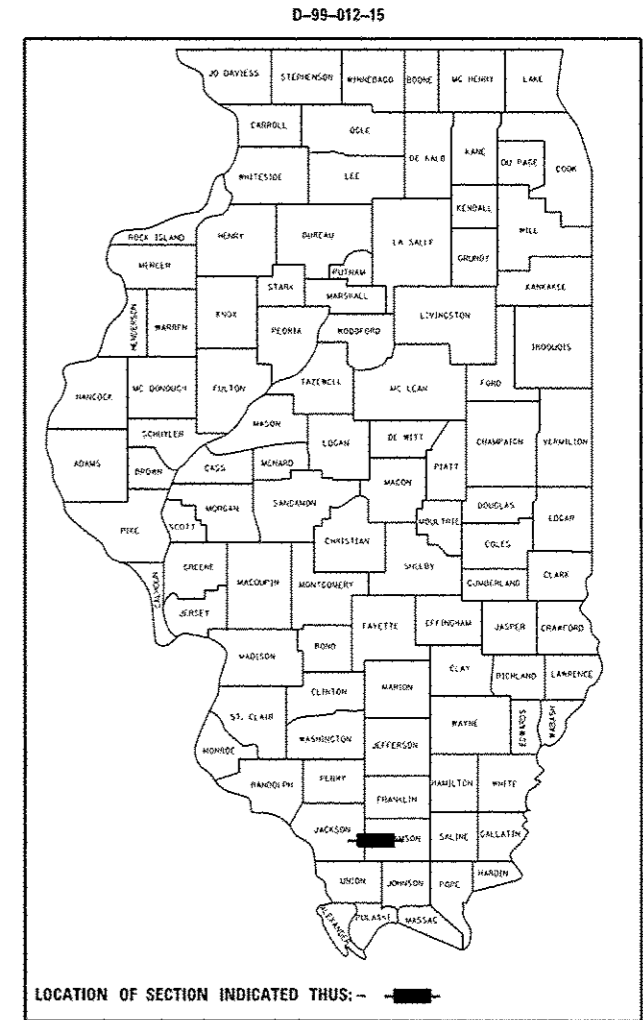 D-99-012-15
JO DAVIESS STEPHENSON WINNEBAGO BOONE MC HENRY LAKE
CARROLL OGLE DE KALB KANE DU PAGE COOK
WHITESIDE LEE
KENDALL WILL
ROCK ISLAND HENRY BUREAU LA SALLE GRUNDY
MERCER PUTNAM KANKAKEE
STARK MARSHALL
HENDERSON WARREN KNOX PEORIA WOODFORD LIVINGSTON IROQUOIS
HANCOCK MC DONOUGH FULTON TAZEWELL MC LEAN FORD
MASON
SCHUYLER LOGAN DE WITT CHAMPAIGN VERMILION
ADAMS BROWN CASS MENARD MACON PIATT
SANGAMON DOUGLAS
PIKE SCOTT MORGAN CHRISTIAN MOULTRIE EDGAR
COLES
GREENE MACOUPIN MONTGOMERY SHELBY CUMBERLAND CLARK
CALHOUN JERSEY
FAYETTE EFFINGHAM JASPER CRAWFORD
MADISON BOND
CLAY RICHLAND LAWRENCE
CLINTON MARION
ST. CLAIR WAYNE EDWARDS WABASH
MONROE WASHINGTON JEFFERSON
RANDOLPH PERRY HAMILTON WHITE
FRANKLIN
JACKSON MSON SALINE GALLATIN
UNION JOHNSON POPE HARDIN
ALEXANDER PULASKI MASSAC
LOCATION OF SECTION INDICATED THUS: -